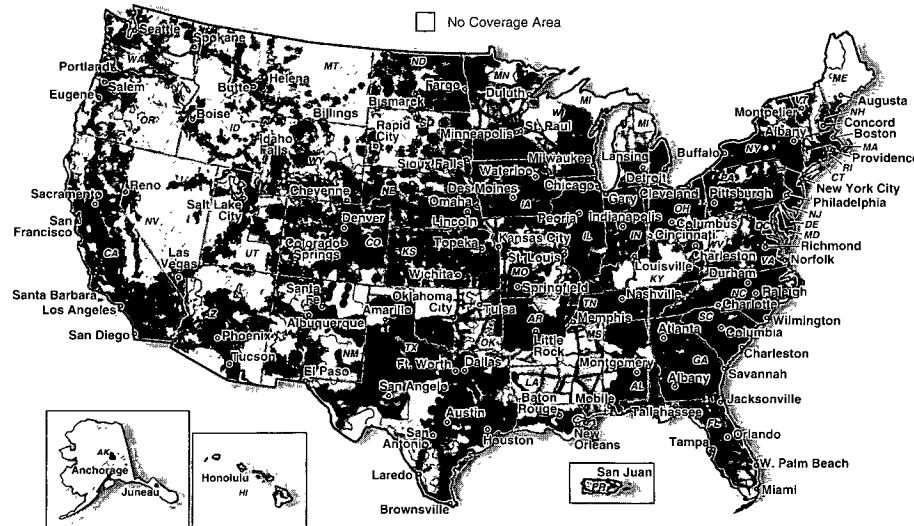 No Coverage Area
Seattle
Spokane
WA
Portland
Salem
Eugene
OR
MT
Helena
Butte
Billings
Boise
ID
Idaho
Falls
WY
ND
Fargo
Bismarck
Rapid
City
Sioux Falls
MN
Duluth
Minneapolis
St. Paul
WI
MI
MI
Milwaukee
Lansing
Detroit
ME
Augusta
VT
NH
Montpelier
Concord
Albany
Boston
MA
Providence
RI
CT
Buffalo
NY
New York City
PA
Philadelphia
Pittsburgh
NJ
DE
MD
DC
Richmond
Norfolk
VA
Sacramento
San
Francisco
CA
Reno
NV
Las
Vegas
Salt Lake
City
UT
Cheyenne
Denver
Colorado
Springs
CO
NE
Omaha
Lincoln
Des Moines
Waterloo
IA
Chicago
Gary
Peoria
IL
Indianapolis
IN
Cleveland
OH
Columbus
Cincinnati
WV
Charleston
Topeka
KS
Wichita
Kansas City
St. Louis
MO
Springfield
Louisville
KY
Nashville
TN
Memphis
Durham
Raleigh
NC
Charlotte
Wilmington
SC
Columbia
Charleston
Atlanta
GA
Savannah
Albany
Santa Barbara
Los Angeles
San Diego
AZ
Phoenix
Tucson
Santa
Fe
Albuquerque
NM
El Paso
Amarillo
Oklahoma
City
Tulsa
OK
AR
Little
Rock
MS
Montgomery
AL
TX
Ft. Worth
Dallas
San Angelo
Austin
San
Antonio
Houston
Laredo
Brownsville
LA
Baton
Rouge
New
Orleans
Mobile
Tallahassee
Jacksonville
FL
Orlando
Tampa
W. Palm Beach
Miami
AK
Anchorage
Juneau
Honolulu
HI
San Juan
PR